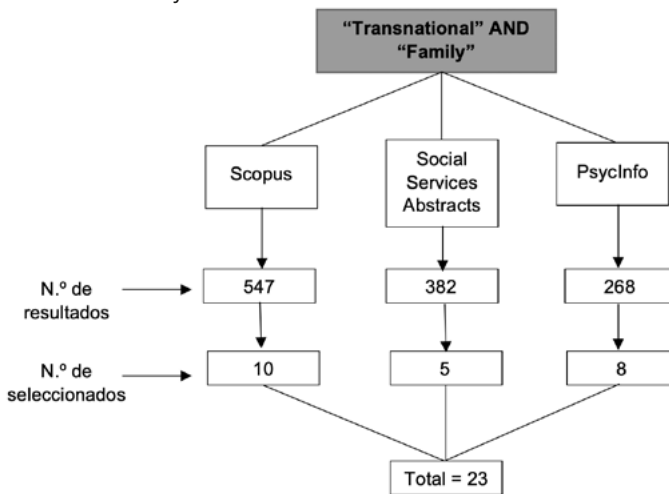 “Transnational” AND
“Family”
Scopus
Social
Services
Abstracts
PsycInfo
N.º de
resultados
547
382
268
N.º de
seleccionados
10
5
8
Total = 23